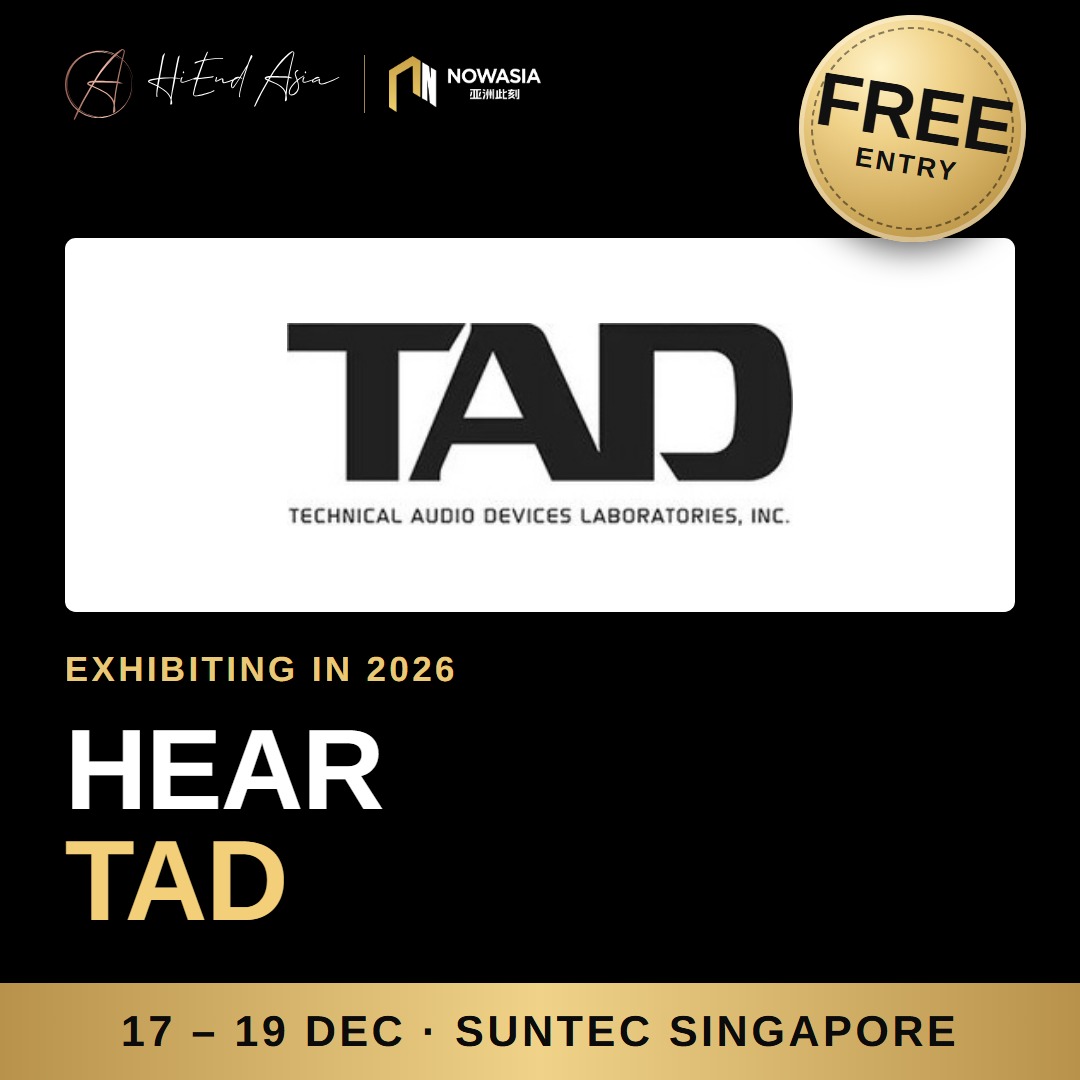 HiEnd Asia
NOWASIA
亚洲此刻
FREE
ENTRY
TAD
TECHNICAL AUDIO DEVICES LABORATORIES, INC.
EXHIBITING IN 2026
HEAR
TAD
17 – 19 DEC · SUNTEC SINGAPORE